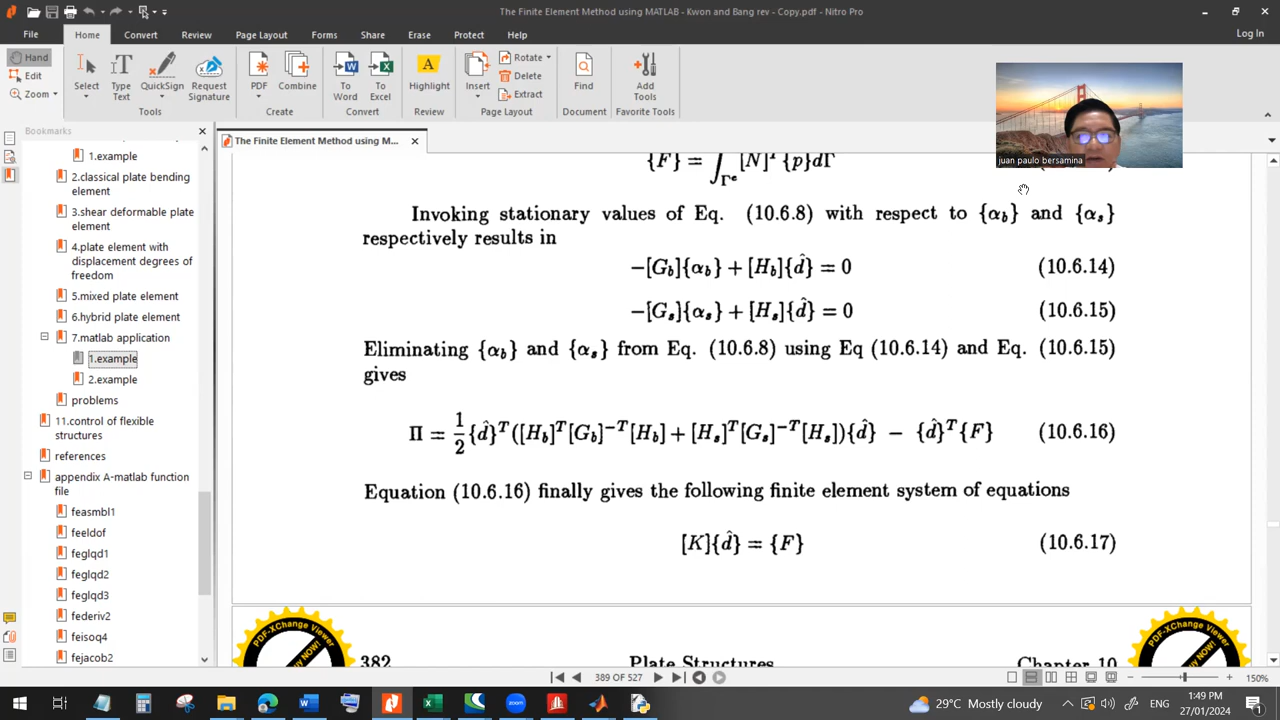 The Finite Element Method using MATLAB - Kwon and Bang rev - Copy.pdf - Nitro Pro
File Home Convert Review Page Layout Forms Share Erase Protect Help Log In
Hand
Edit
Zoom
Select
Type Text
QuickSign
Request Signature
Tools
PDF
Combine
Create
To Word
To Excel
Convert
Highlight
Review
Insert
Rotate
Delete
Extract
Page Layout
Find
Document
Add Tools
Favorite Tools
juan paulo bersamina
Bookmarks
The Finite Element Method using M...
1.example
2.classical plate bending
element
3.shear deformable plate
element
4.plate element with
displacement degrees of
freedom
5.mixed plate element
6.hybrid plate element
7.matlab application
1.example
2.example
problems
11.control of flexible
structures
references
appendix A-matlab function
file
feasmbl1
feeldof
feglqd1
feglqd2
feglqd3
federiv2
feisoq4
fejacob2
{F} = ∫Γᵉ [N]ᵀ{p}dΓ
Invoking stationary values of Eq. (10.6.8) with respect to {α_b} and {α_s}
respectively results in
−[G_b]{α_b} + [H_b]{d̂} = 0 (10.6.14)
−[G_s]{α_s} + [H_s]{d̂} = 0 (10.6.15)
Eliminating {α_b} and {α_s} from Eq. (10.6.8) using Eq (10.6.14) and Eq. (10.6.15)
gives
Π = 1/2 {d̂}ᵀ([H_b]ᵀ[G_b]⁻ᵀ[H_b] + [H_s]ᵀ[G_s]⁻ᵀ[H_s]){d̂} − {d̂}ᵀ{F} (10.6.16)
Equation (10.6.16) finally gives the following finite element system of equations
[K]{d̂} = {F} (10.6.17)
PDF-XChange Viewer
PDF-XChange Viewer
382 Plate Structures Chapter 10
389 OF 527
150%
29°C Mostly cloudy
ENG
1:49 PM
27/01/2024